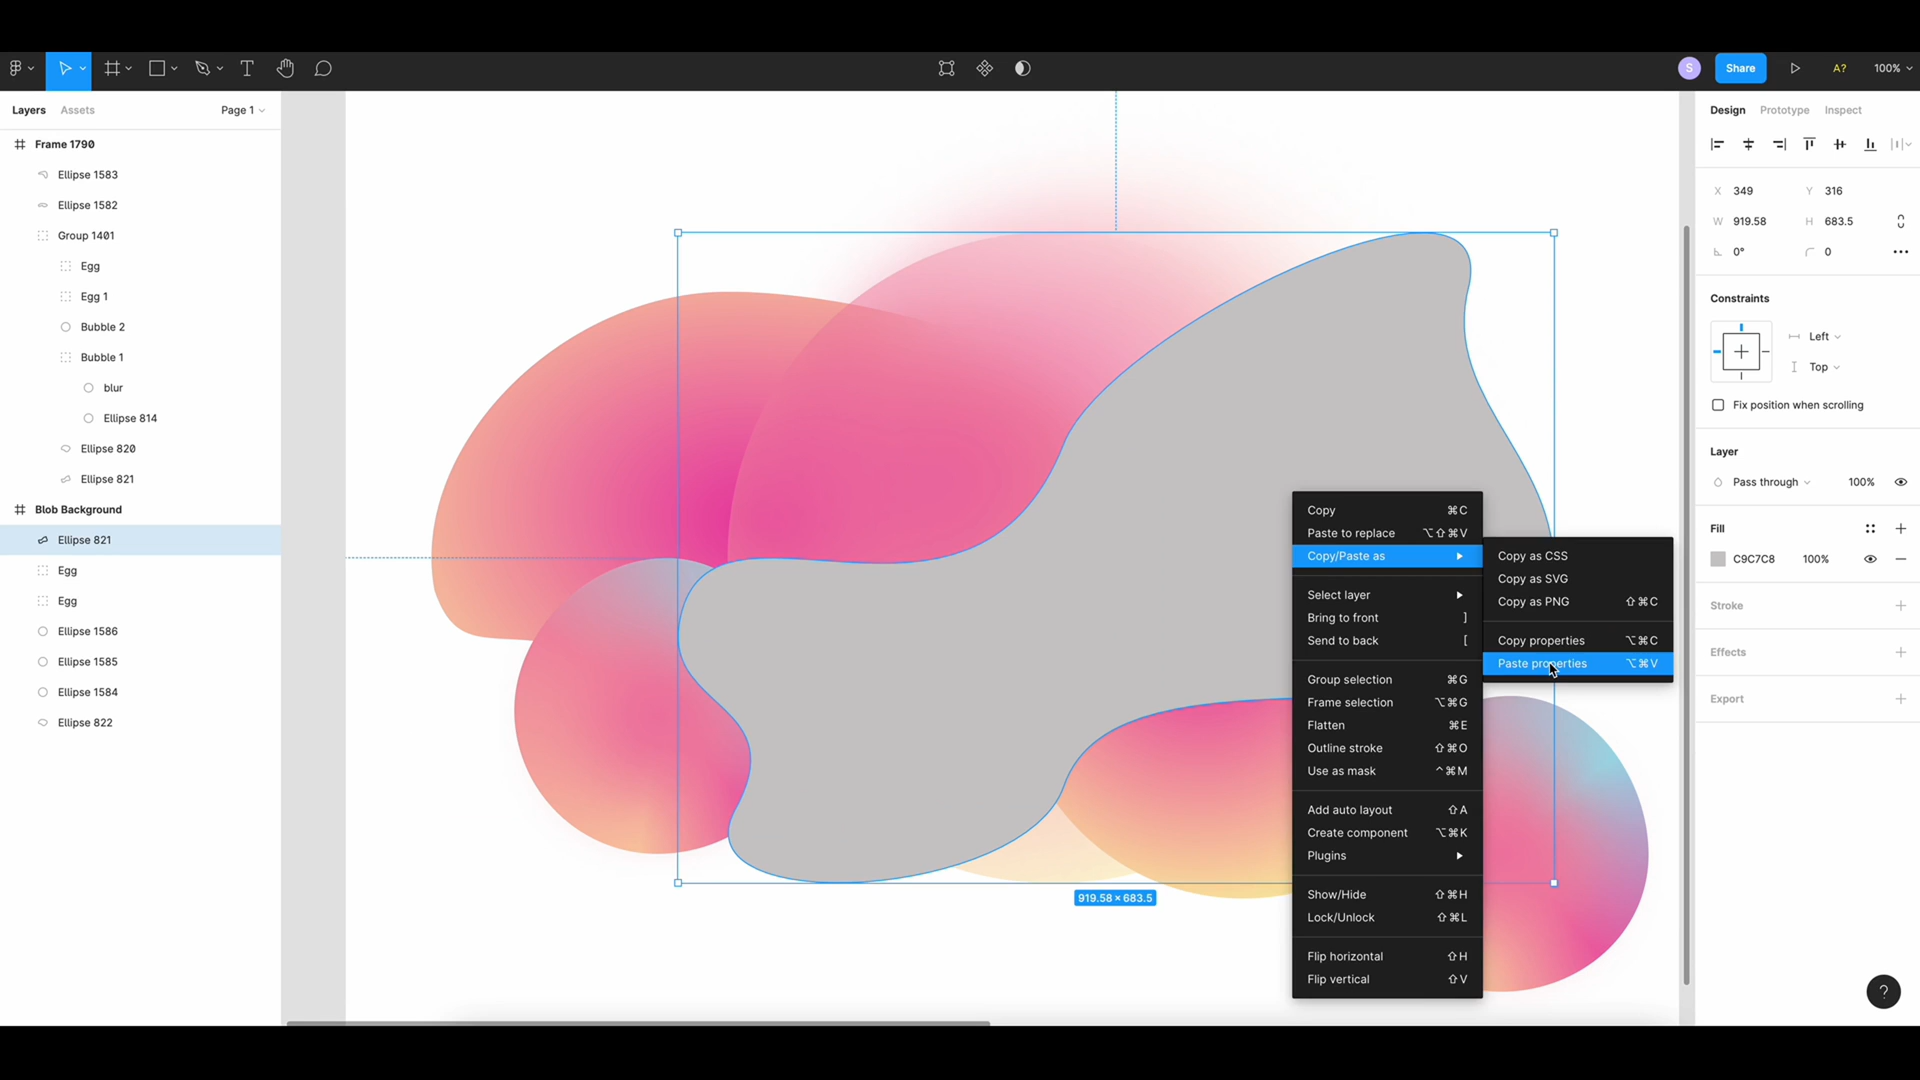 S
Share
A?
100%
Layers
Assets
Page 1
Frame 1790
Ellipse 1583
Ellipse 1582
Group 1401
Egg
Egg 1
Bubble 2
Bubble 1
blur
Ellipse 814
Ellipse 820
Ellipse 821
Blob Background
Ellipse 821
Egg
Egg
Ellipse 1586
Ellipse 1585
Ellipse 1584
Ellipse 822
919.58 × 683.5
Copy ⌘C
Paste to replace ⌥⇧⌘V
Copy/Paste as
Select layer
Bring to front ]
Send to back [
Group selection ⌘G
Frame selection ⌥⌘G
Flatten ⌘E
Outline stroke ⇧⌘O
Use as mask ^⌘M
Add auto layout ⇧A
Create component ⌥⌘K
Plugins
Show/Hide ⇧⌘H
Lock/Unlock ⇧⌘L
Flip horizontal ⇧H
Flip vertical ⇧V
Copy as CSS
Copy as SVG
Copy as PNG ⇧⌘C
Copy properties ⌥⌘C
Paste properties ⌥⌘V
Design Prototype Inspect
X 349 Y 316
W 919.58 H 683.5
0° 0
Constraints
Left
Top
Fix position when scrolling
Layer
Pass through 100%
Fill
C9C7C8 100%
Stroke
Effects
Export
?